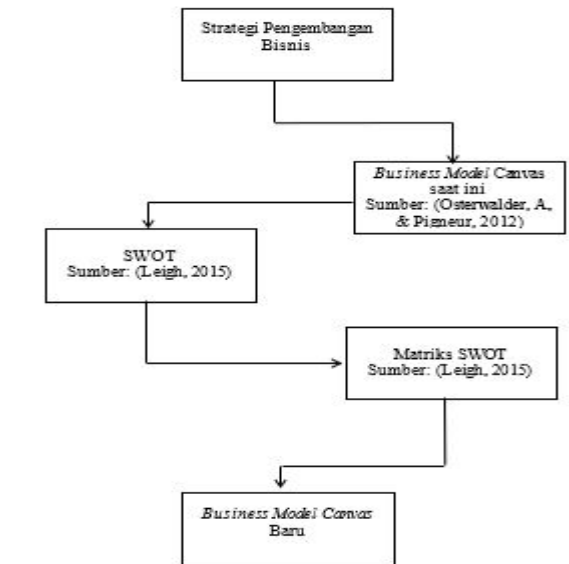 Strategi Pengembangan
Bisnis
Business Model Canvas
saat ini
Sumber: (Osterwalder, A.,
& Pigneur, 2012)
SWOT
Sumber: (Leigh, 2015)
Matriks SWOT
Sumber: (Leigh, 2015)
Business Model Canvas
Baru